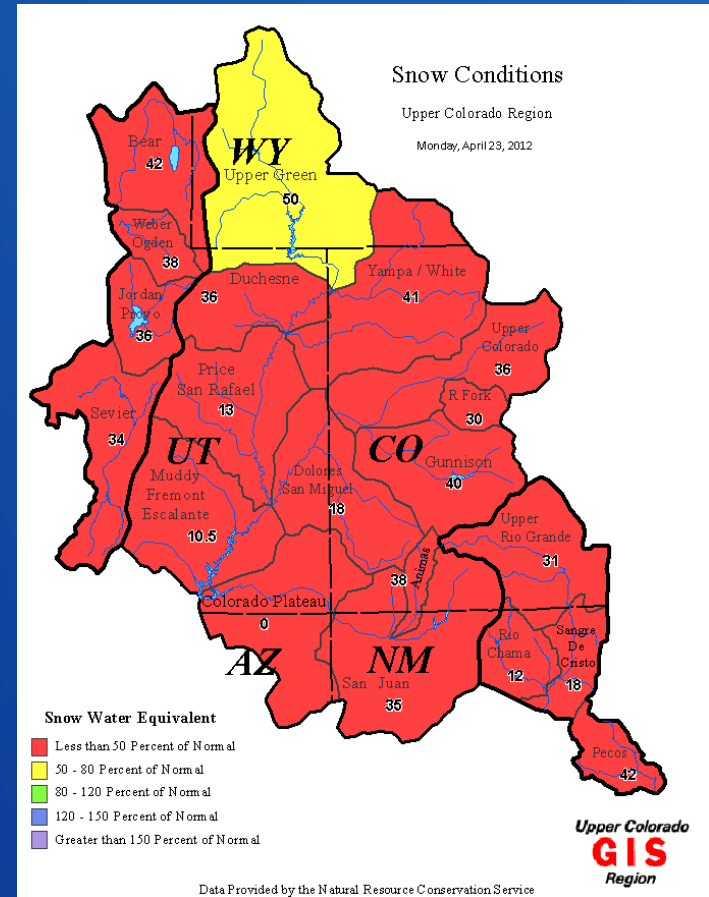 Snow Conditions
Upper Colorado Region
Monday, April 23, 2012
Bear
42
WY
Upper Green
50
Weber
Ogden
38
Duchesne
36
Yampa / White
41
Jordan
Provo
36
Upper
Colorado
36
Price
San Rafael
13
R Fork
30
Sevier
34
UT
CO
Gunnison
40
Muddy
Fremont
Escalante
10.5
Dolores
San Miguel
18
Upper
Rio Grande
31
Animas
38
Colorado Plateau
0
Rio
Chama
12
Sangre
De
Cristo
18
AZ
NM
San Juan
35
Pecos
42
Snow Water Equivalent
Less than 50 Percent of Normal
50 - 80 Percent of Normal
80 - 120 Percent of Normal
120 - 150 Percent of Normal
Greater than 150 Percent of Normal
Upper Colorado
GIS
Region
Data Provided by the Natural Resource Conservation Service